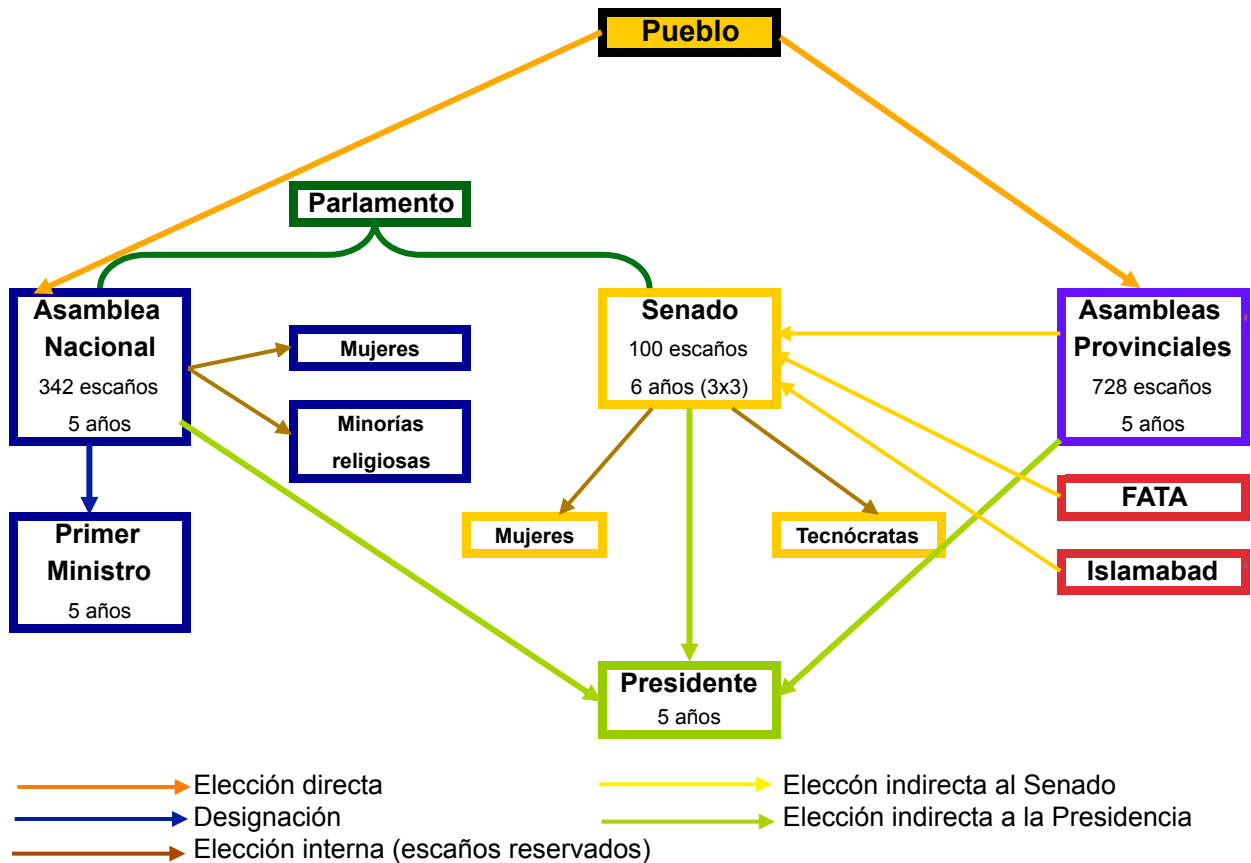 Pueblo
Parlamento
Asamblea
Nacional
342 escaños
5 años
Mujeres
Minorías
religiosas
Senado
100 escaños
6 años (3x3)
Asambleas
Provinciales
728 escaños
5 años
FATA
Islamabad
Primer
Ministro
5 años
Mujeres
Tecnócratas
Presidente
5 años
Elección directa
Designación
Elección interna (escaños reservados)
Eleccón indirecta al Senado
Elección indirecta a la Presidencia